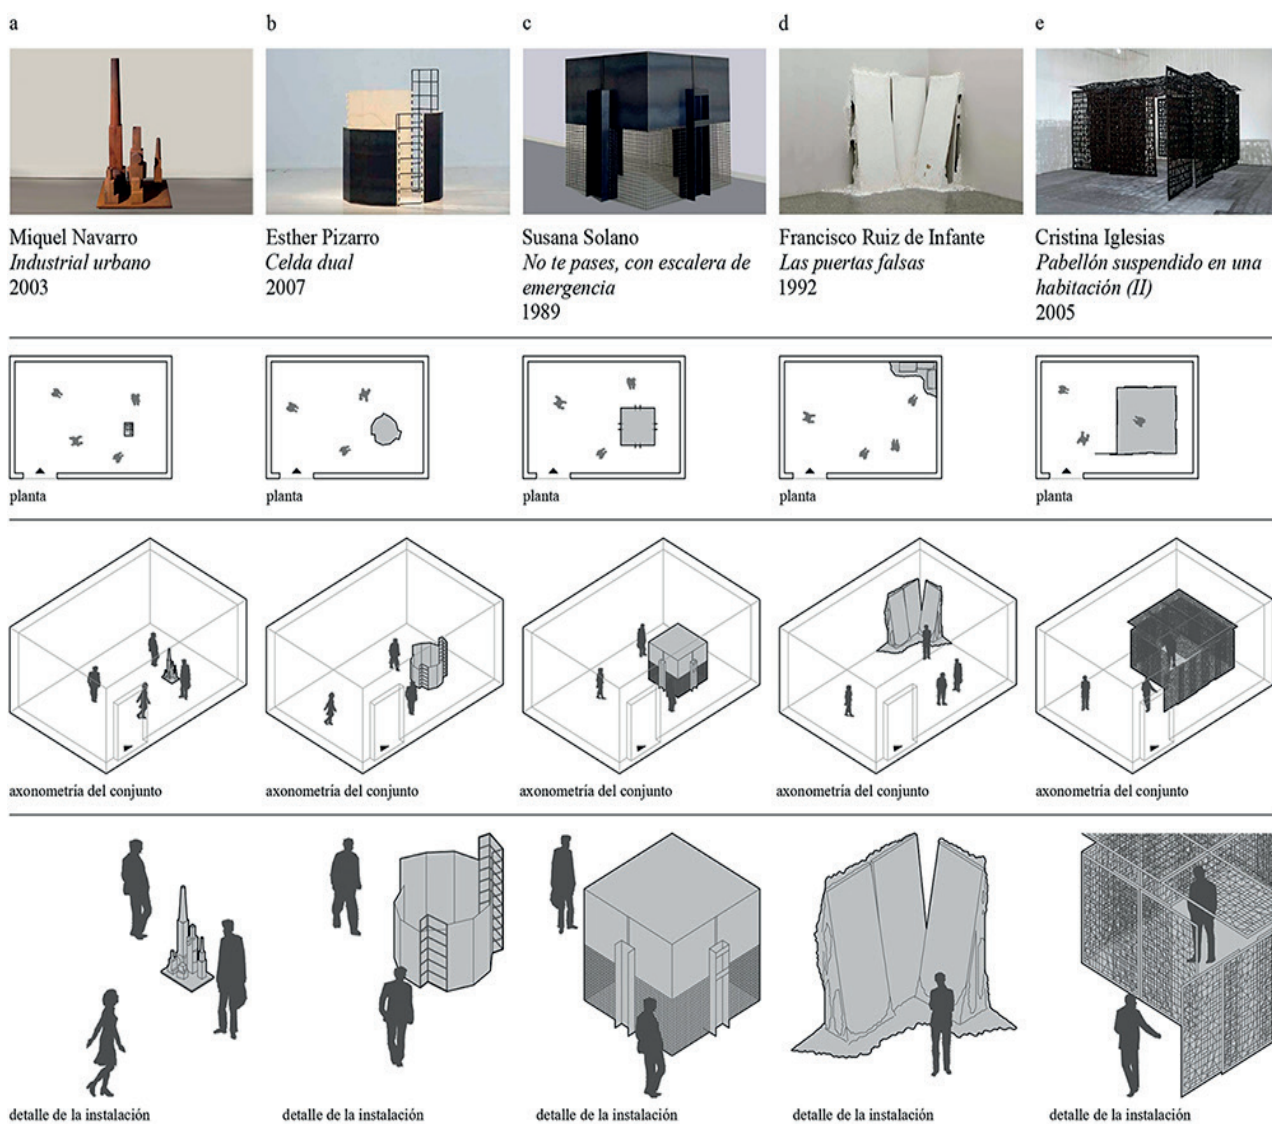 a
b
c
d
e
Miquel Navarro
Industrial urbano
2003
Esther Pizarro
Celda dual
2007
Susana Solano
No te pases, con escalera de
emergencia
1989
Francisco Ruiz de Infante
Las puertas falsas
1992
Cristina Iglesias
Pabellón suspendido en una
habitación (II)
2005
planta
planta
planta
planta
planta
axonometría del conjunto
axonometría del conjunto
axonometría del conjunto
axonometría del conjunto
axonometría del conjunto
detalle de la instalación
detalle de la instalación
detalle de la instalación
detalle de la instalación
detalle de la instalación